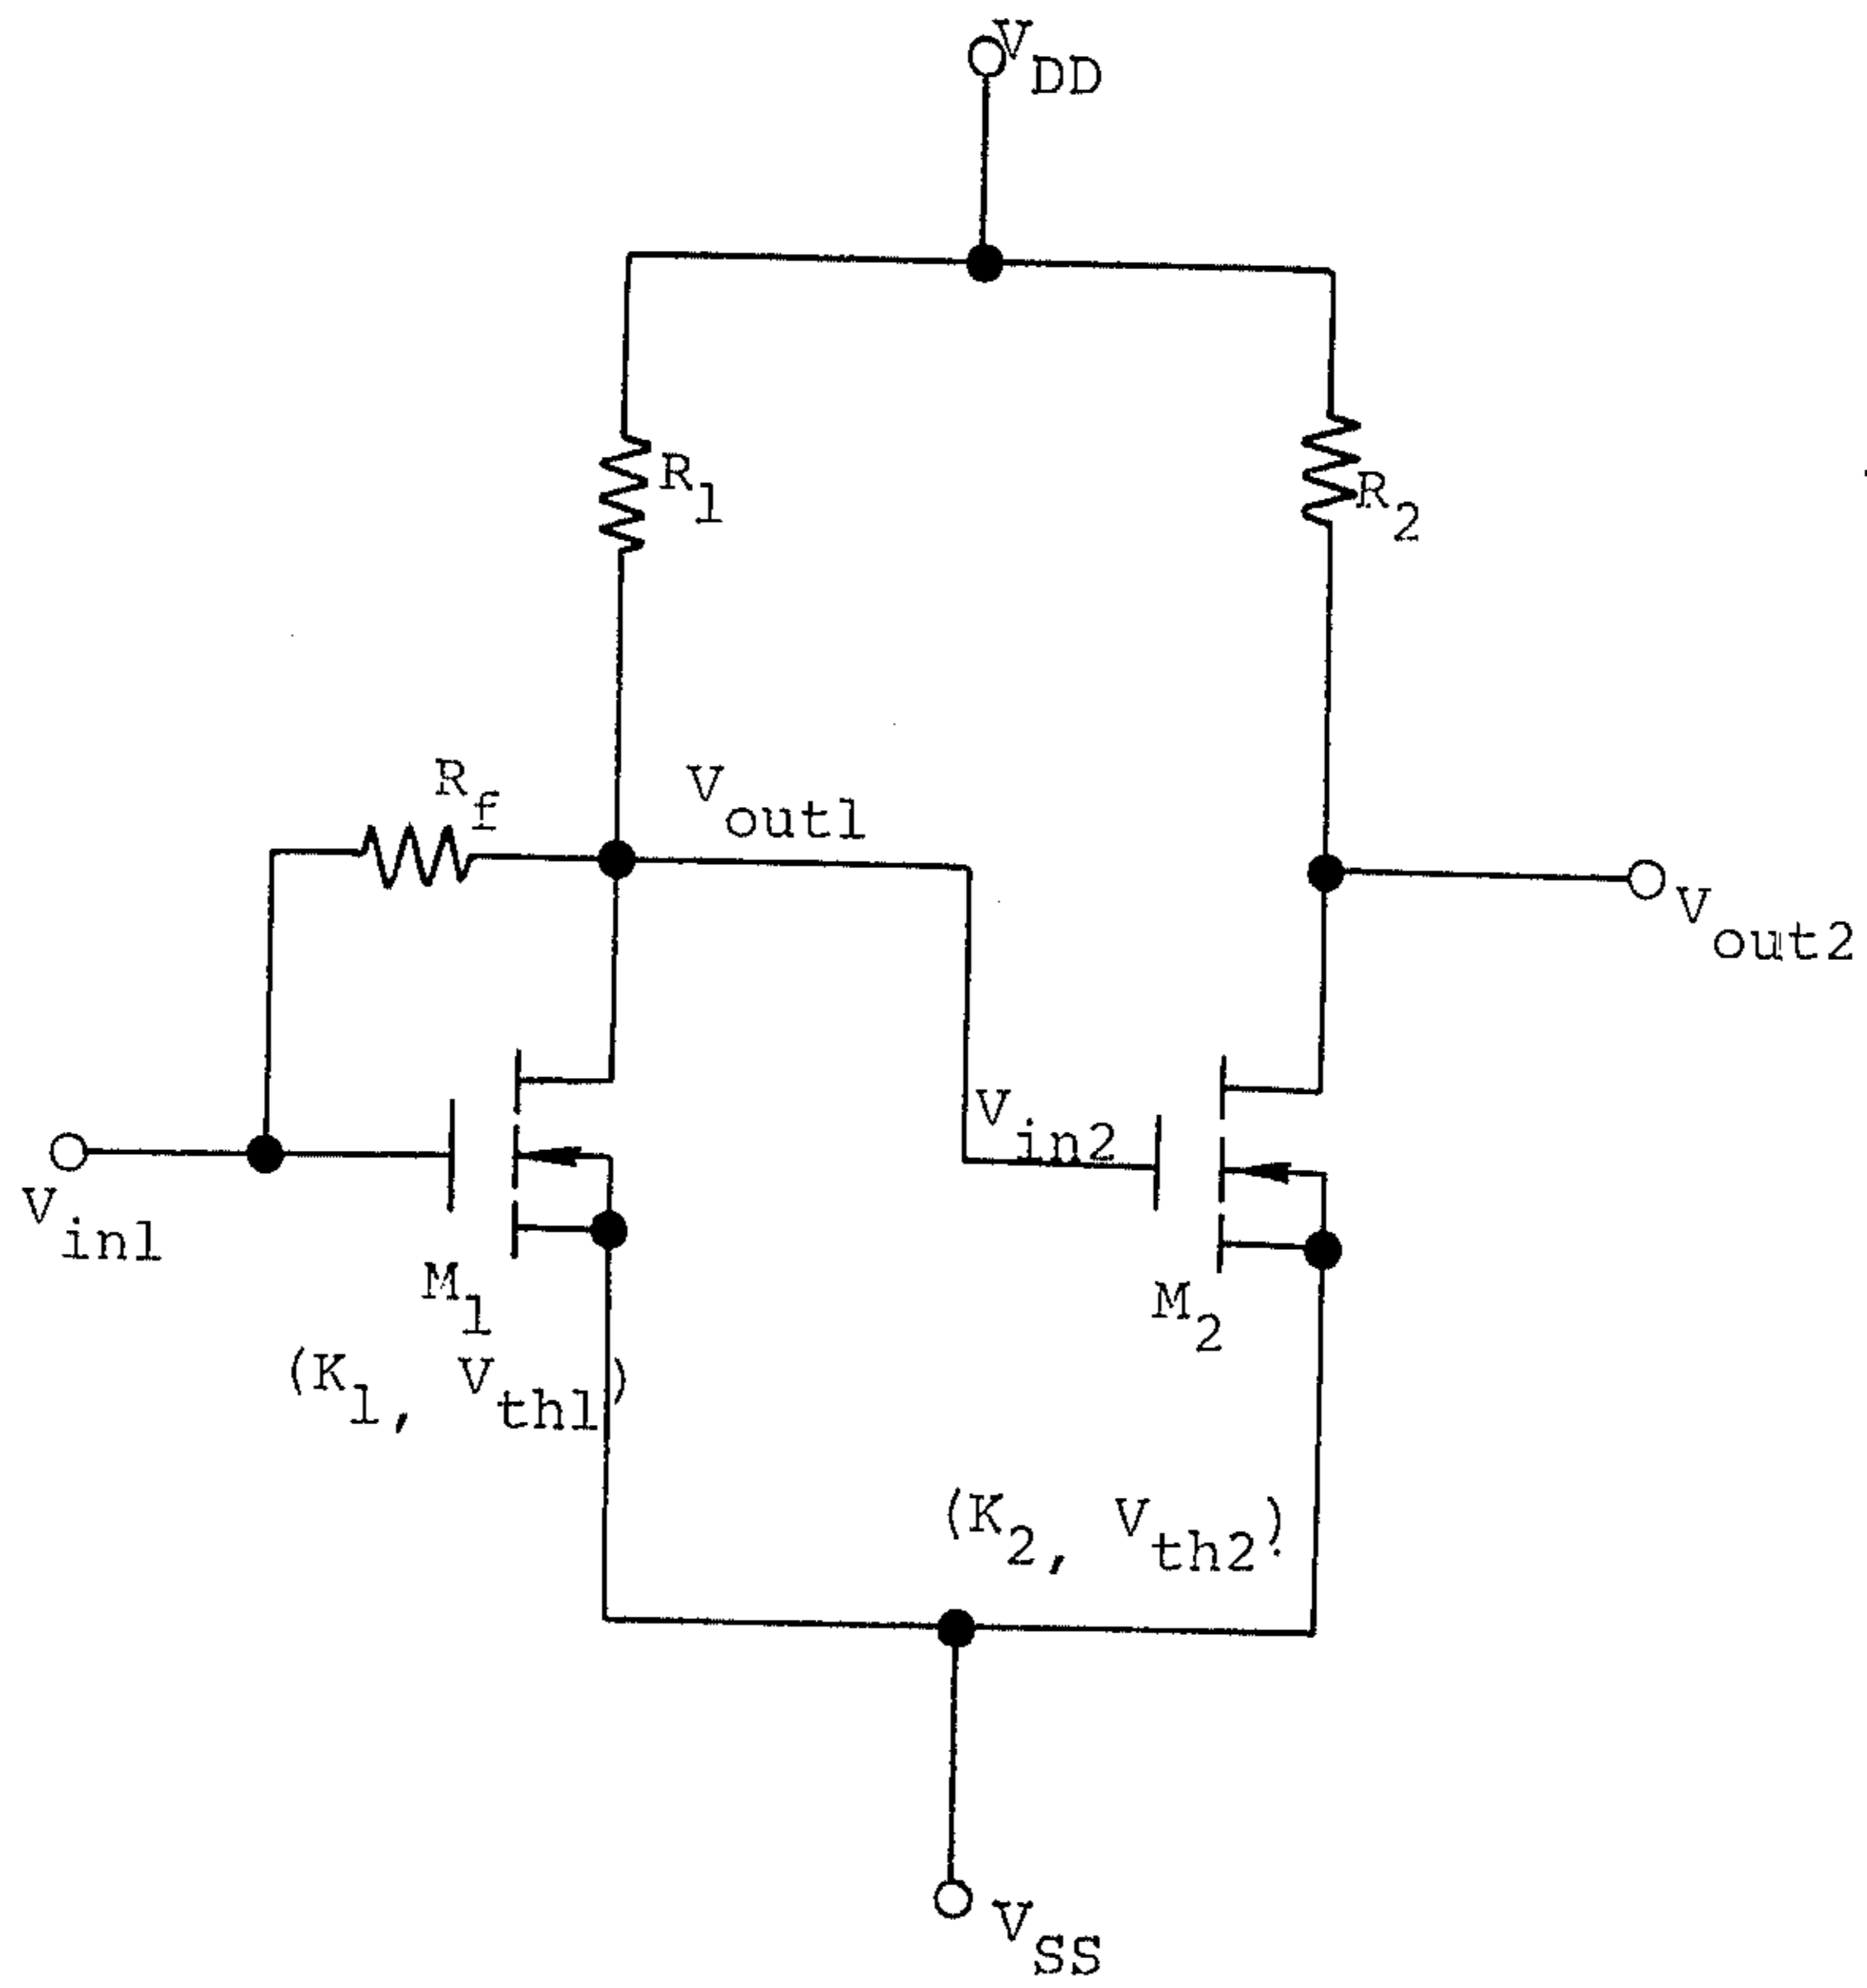 VDD
R1
R2
Rf
Vout1
Vout2
Vin2
Vin1
M1
M2
(K1, Vth1)
(K2, Vth2)
VSS